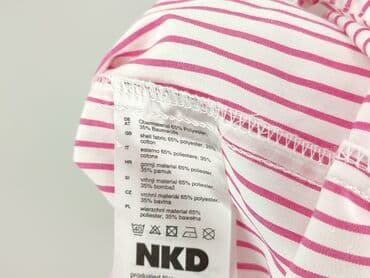 DE
AT
Obermaterial 65% Polyester,
35% Baumwolle
GB
shell fabric 65% polyester, 35%
cotton
IT
esterno 65% poliestere, 35%
cotone
HR
gornji materijal 65% poliester,
35% pamuk
SI
vrhnji material 65% poliester,
35% bombaž
CZ
vrchní materiál 65% polyester,
35% bavlna
PL
wierzchni materiał 65%
poliester, 35% bawełna
NKD